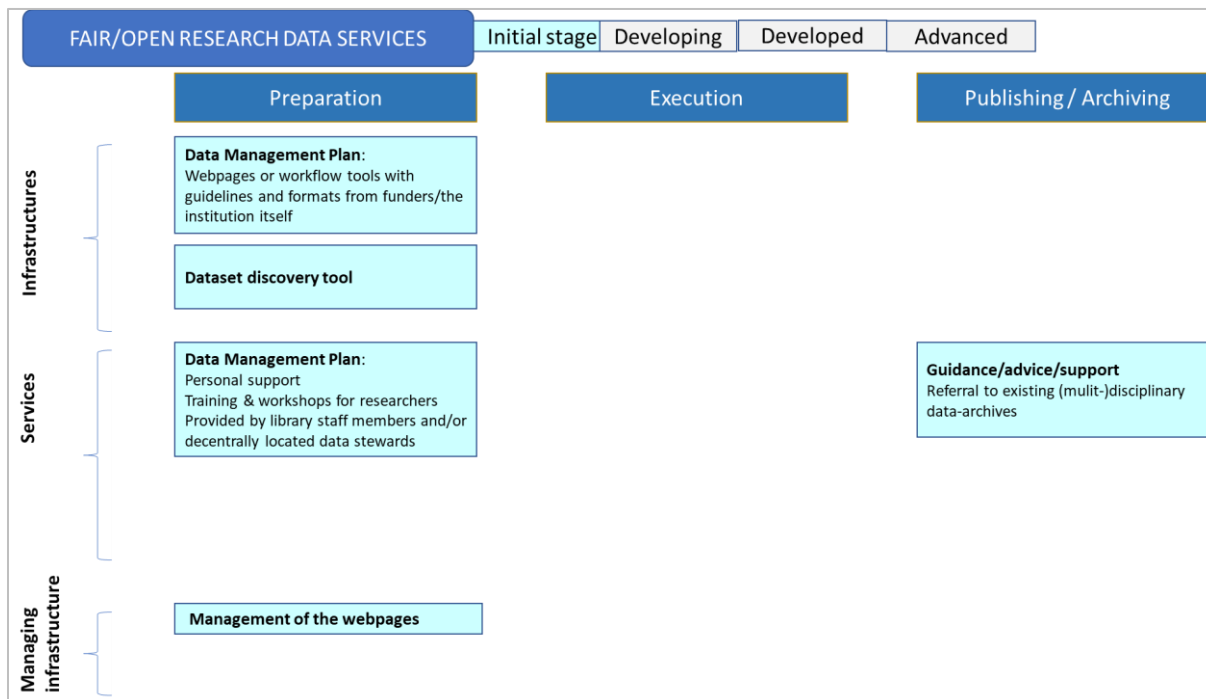 FAIR/OPEN RESEARCH DATA SERVICES
Initial stage
Developing
Developed
Advanced
Preparation
Execution
Publishing / Archiving
Infrastructures
Data Management Plan:
Webpages or workflow tools with
guidelines and formats from funders/the
institution itself
Dataset discovery tool
Services
Data Management Plan:
Personal support
Training & workshops for researchers
Provided by library staff members and/or
decentrally located data stewards
Guidance/advice/support
Referral to existing (mulit-)disciplinary
data-archives
Managing
infrastructure
Management of the webpages